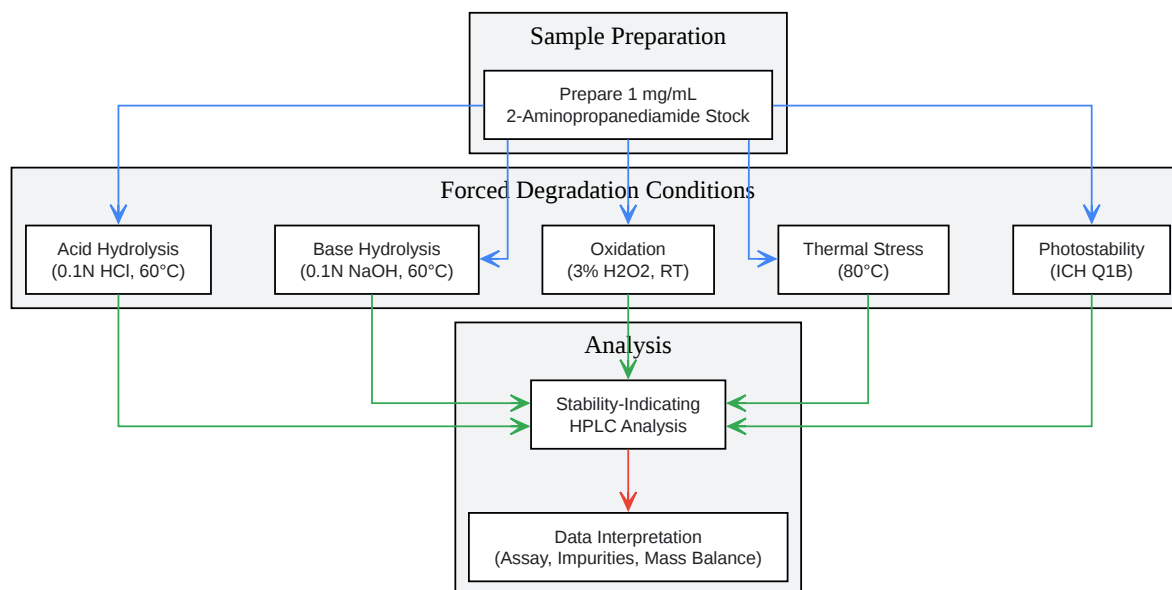 Sample Preparation
Prepare 1 mg/mL
2-Aminopropanediamide Stock
Forced Degradation Conditions
Acid Hydrolysis
(0.1N HCl, 60°C)
Base Hydrolysis
(0.1N NaOH, 60°C)
Oxidation
(3% H2O2, RT)
Thermal Stress
(80°C)
Photostability
(ICH Q1B)
Analysis
Stability-Indicating
HPLC Analysis
Data Interpretation
(Assay, Impurities, Mass Balance)